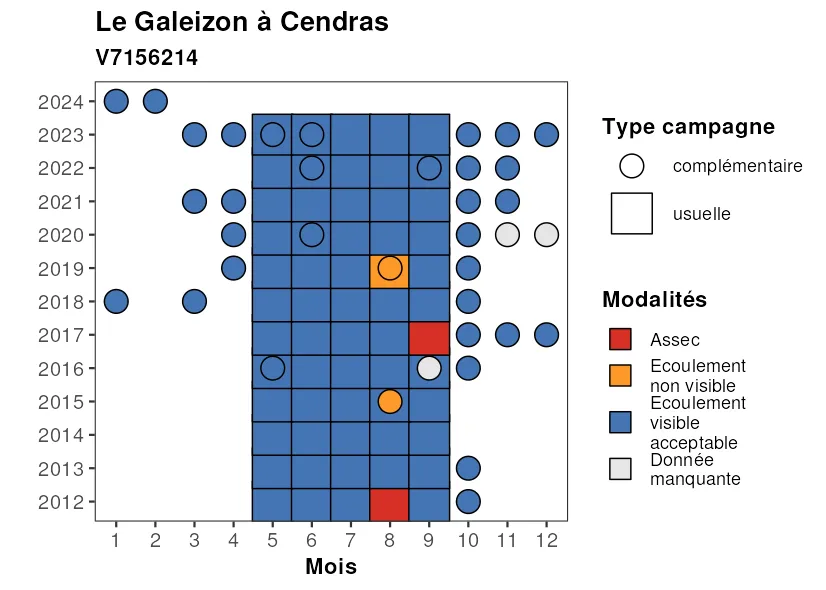 Le Galeizon à Cendras
V7156214
2024
2023
2022
2021
2020
2019
2018
2017
2016
2015
2014
2013
2012
1 2 3 4 5 6 7 8 9 10 11 12
Mois
Type campagne
complémentaire
usuelle
Modalités
Assec
Ecoulement
non visible
Ecoulement
visible
acceptable
Donnée
manquante